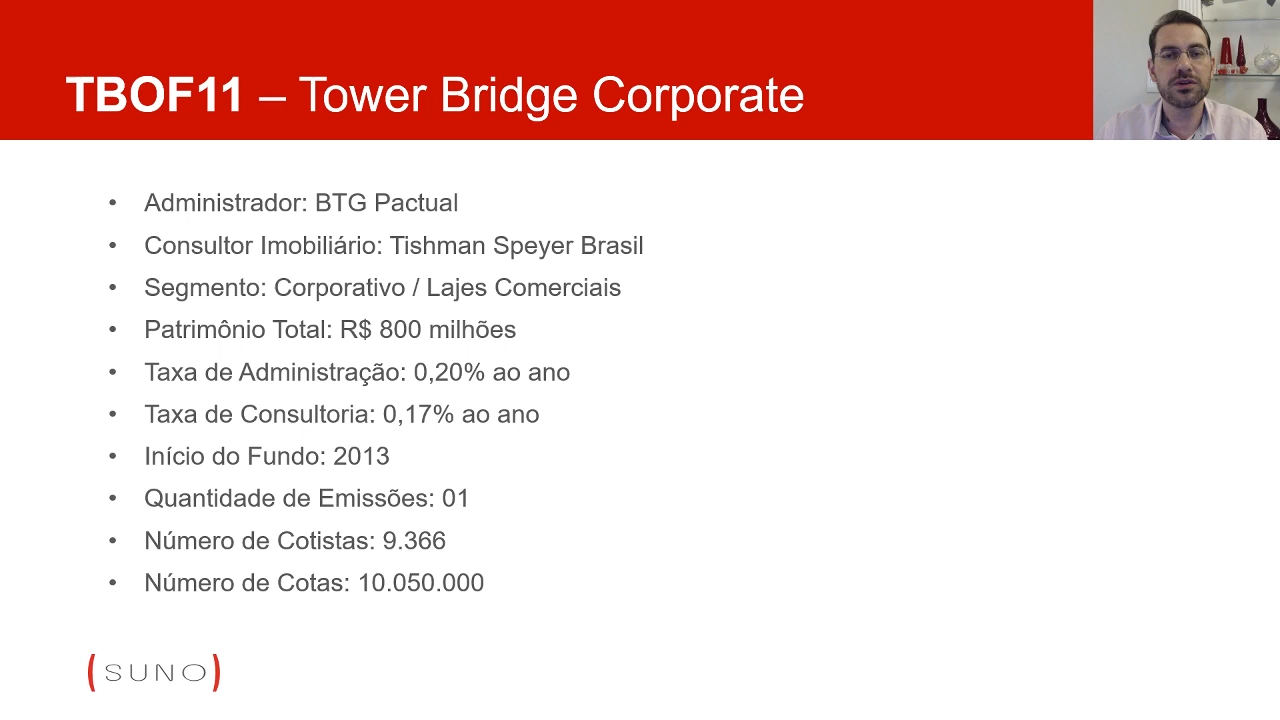 TBOF11 – Tower Bridge Corporate
• Administrador: BTG Pactual
• Consultor Imobiliário: Tishman Speyer Brasil
• Segmento: Corporativo / Lajes Comerciais
• Patrimônio Total: R$ 800 milhões
• Taxa de Administração: 0,20% ao ano
• Taxa de Consultoria: 0,17% ao ano
• Início do Fundo: 2013
• Quantidade de Emissões: 01
• Número de Cotistas: 9.366
• Número de Cotas: 10.050.000
(SUNO)